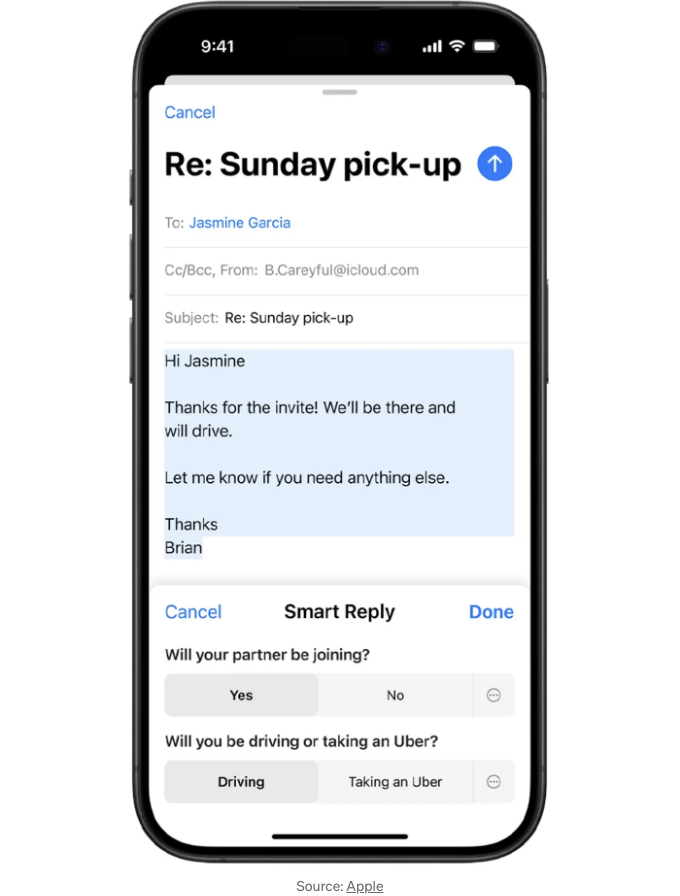 9:41
Cancel
Re: Sunday pick-up
To: Jasmine Garcia
Cc/Bcc, From: B.Careyful@icloud.com
Subject: Re: Sunday pick-up
Hi Jasmine
Thanks for the invite! We’ll be there and
will drive.
Let me know if you need anything else.
Thanks
Brian
Cancel Smart Reply Done
Will your partner be joining?
Yes No
Will you be driving or taking an Uber?
Driving Taking an Uber
Source: Apple